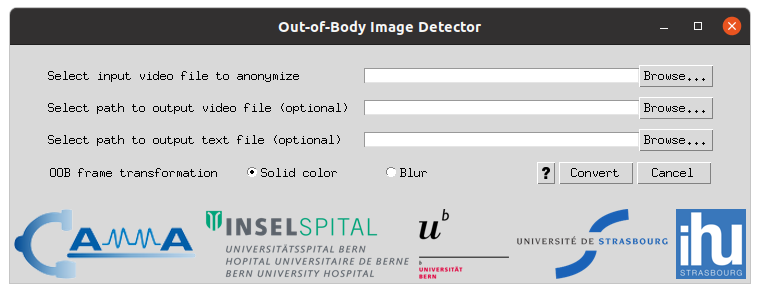 Out-of-Body Image Detector
Select input video file to anonymize Browse...
Select path to output video file (optional) Browse...
Select path to output text file (optional) Browse...
OOB frame transformation Solid color Blur ? Convert Cancel
CAMMA
INSELSPITAL
UNIVERSITÄTSSPITAL BERN
HOPITAL UNIVERSITAIRE DE BERNE
BERN UNIVERSITY HOSPITAL
u b
b
UNIVERSITÄT
BERN
UNIVERSITÉ DE STRASBOURG
ihu
STRASBOURG